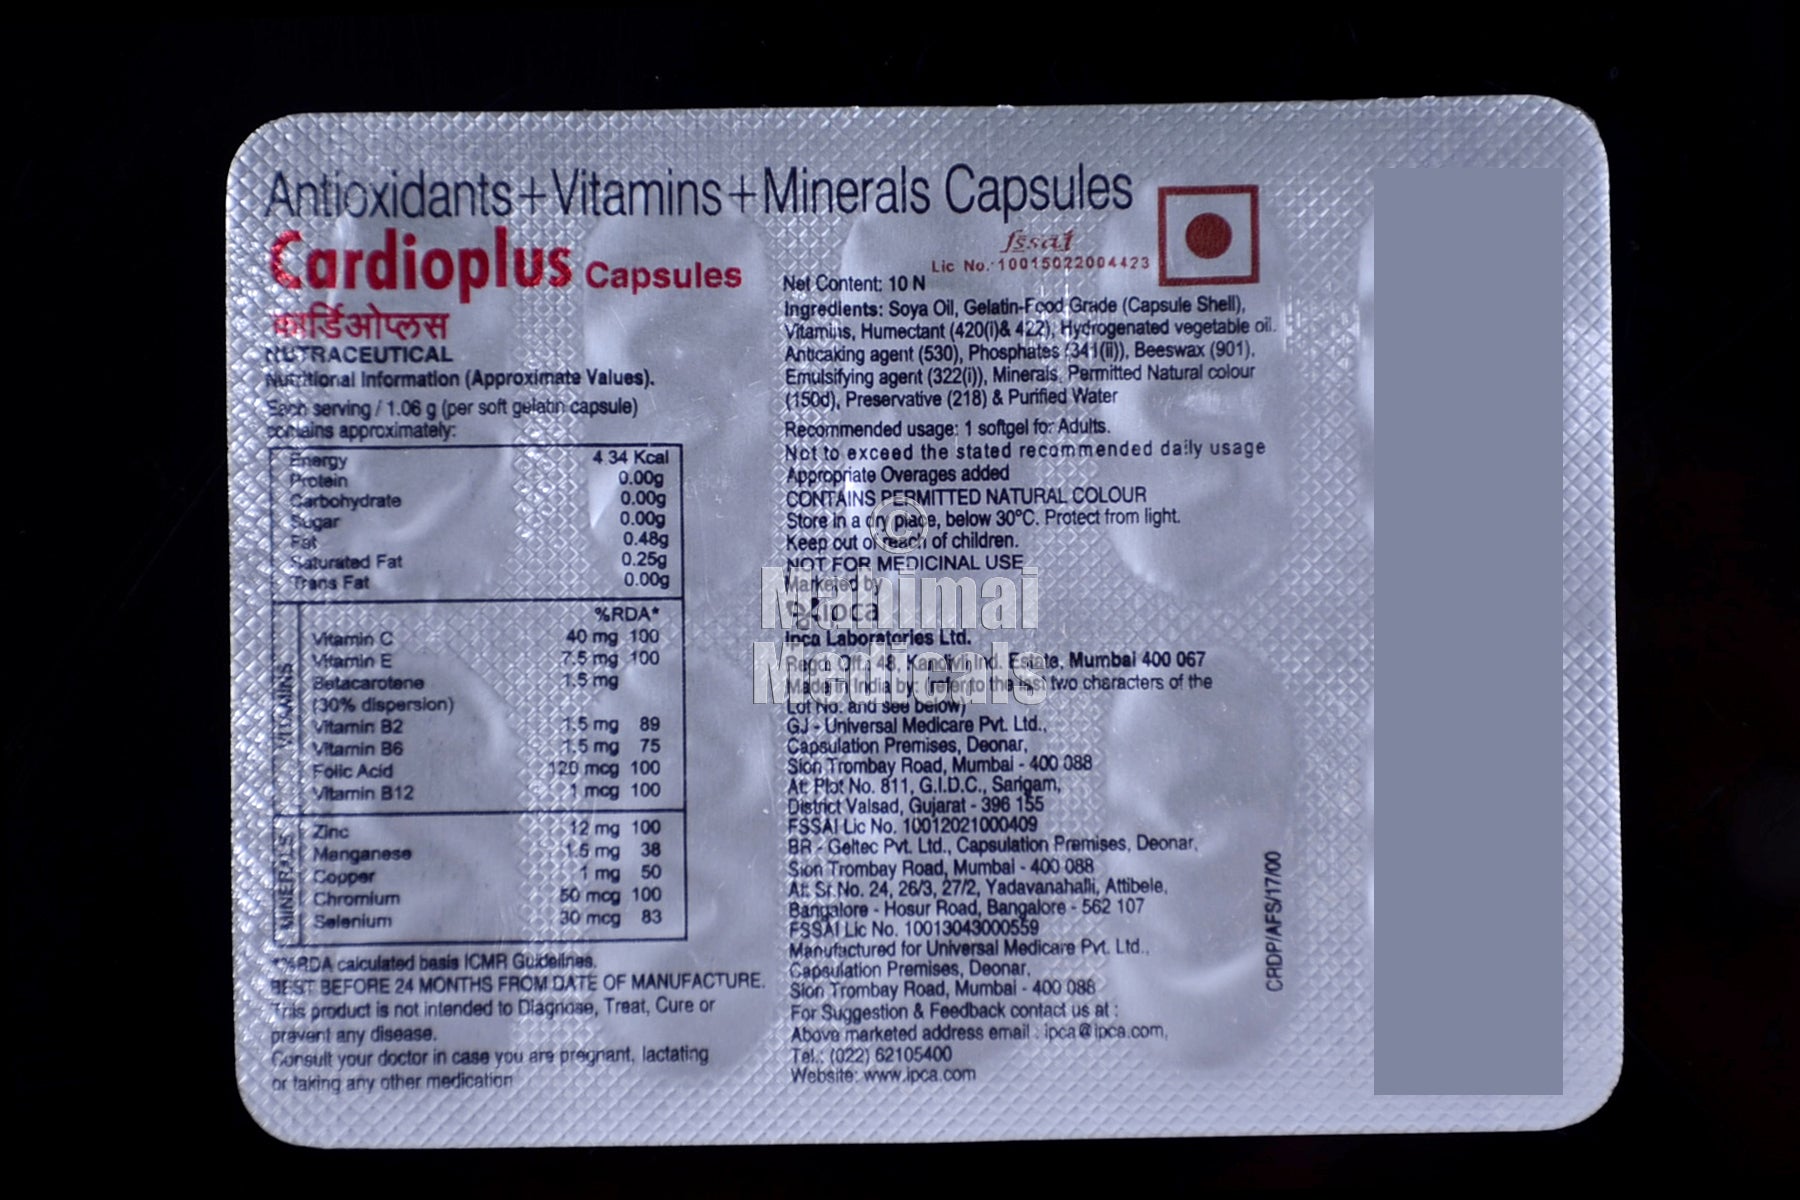 Antioxidants+Vitamins+Minerals Capsules
Cardioplus Capsules
कार्डिओप्लस
NUTRACEUTICAL
Nutritional Information (Approximate Values).
Each serving / 1.06 g (per soft gelatin capsule)
contains approximately:
Energy 4.34 Kcal
Protein 0.00g
Carbohydrate 0.00g
Sugar 0.00g
Fat 0.48g
Saturated Fat 0.25g
Trans Fat 0.00g
%RDA*
VITAMINS
Vitamin C 40 mg 100
Vitamin E 7.5 mg 100
Betacarotene 1.5 mg
(30% dispersion)
Vitamin B2 1.5 mg 89
Vitamin B6 1.5 mg 75
Folic Acid 120 mcg 100
Vitamin B12 1 mcg 100
MINERALS
Zinc 12 mg 100
Manganese 1.5 mg 38
Copper 1 mg 50
Chromium 50 mcg 100
Selenium 30 mcg 83
*%RDA calculated basis ICMR Guidelines.
BEST BEFORE 24 MONTHS FROM DATE OF MANUFACTURE.
This product is not intended to Diagnose, Treat, Cure or
prevent any disease.
Consult your doctor in case you are pregnant, lactating
or taking any other medication
fssai
Lic No. 10015022004423
Net Content: 10 N
Ingredients: Soya Oil, Gelatin-Food Grade (Capsule Shell),
Vitamins, Humectant (420(i)& 422), Hydrogenated vegetable oil.
Anticaking agent (530), Phosphates (341(ii)), Beeswax (901),
Emulsifying agent (322(i)), Minerals, Permitted Natural colour
(150d), Preservative (218) & Purified Water
Recommended usage: 1 softgel for Adults.
Not to exceed the stated recommended daily usage
Appropriate Overages added
CONTAINS PERMITTED NATURAL COLOUR
Store in a dry place, below 30°C. Protect from light.
Keep out of reach of children.
NOT FOR MEDICINAL USE
Marketed by
ipca
Ipca Laboratories Ltd.
Regd. Off.: 48, Kandivli Ind. Estate, Mumbai 400 067
Made in India by: (refer to the last two characters of the
Lot No. and see below)
GJ - Universal Medicare Pvt. Ltd.,
Capsulation Premises, Deonar,
Sion Trombay Road, Mumbai - 400 088
At: Plot No. 811, G.I.D.C., Sarigam,
District Valsad, Gujarat - 396 155
FSSAI Lic No. 10012021000409
BR - Geltec Pvt. Ltd., Capsulation Premises, Deonar,
Sion Trombay Road, Mumbai - 400 088
At: Sr. No. 24, 26/3, 27/2, Yadavanahalli, Attibele,
Bangalore - Hosur Road, Bangalore - 562 107
FSSAI Lic No. 10013043000559
Manufactured for Universal Medicare Pvt. Ltd.,
Capsulation Premises, Deonar,
Sion Trombay Road, Mumbai - 400 088
For Suggestion & Feedback contact us at :
Above marketed address email : ipca@ipca.com,
Tel.: (022) 62105400
Website: www.ipca.com
CRDP/AFS/17/00
©
Mahimai
Medicals